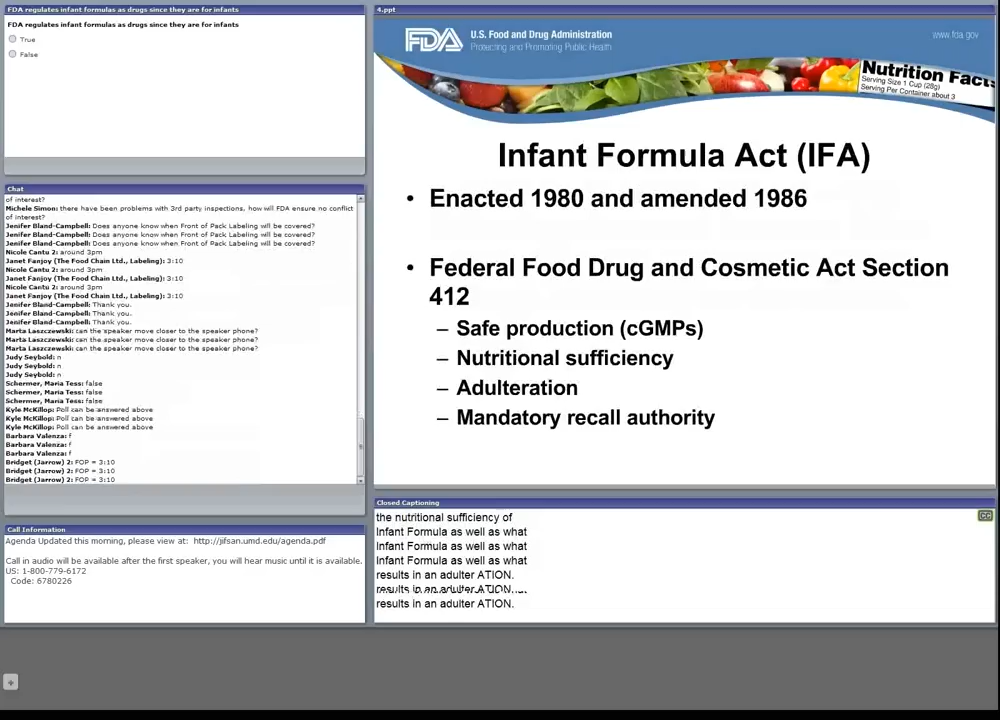 FDA regulates infant formulas as drugs since they are for infants
FDA regulates infant formulas as drugs since they are for infants
True
False
Chat
of interest?
Michele Simon: there have been problems with 3rd party inspections, how will FDA ensure no conflict
of interest?
Jenifer Bland-Campbell: Does anyone know when Front of Pack Labeling will be covered?
Jenifer Bland-Campbell: Does anyone know when Front of Pack Labeling will be covered?
Jenifer Bland-Campbell: Does anyone know when Front of Pack Labeling will be covered?
Nicole Cantu 2: around 3pm
Janet Fanjoy (The Food Chain Ltd., Labeling): 3:10
Nicole Cantu 2: around 3pm
Janet Fanjoy (The Food Chain Ltd., Labeling): 3:10
Nicole Cantu 2: around 3pm
Janet Fanjoy (The Food Chain Ltd., Labeling): 3:10
Jenifer Bland-Campbell: Thank you.
Jenifer Bland-Campbell: Thank you.
Jenifer Bland-Campbell: Thank you.
Marta Laszczewski: can the speaker move closer to the speaker phone?
Marta Laszczewski: can the speaker move closer to the speaker phone?
Marta Laszczewski: can the speaker move closer to the speaker phone?
Judy Seybold: n
Judy Seybold: n
Judy Seybold: n
Schermer, Maria Tess: false
Schermer, Maria Tess: false
Schermer, Maria Tess: false
Kyle McKillop: Poll can be answered above
Kyle McKillop: Poll can be answered above
Kyle McKillop: Poll can be answered above
Barbara Valenza: f
Barbara Valenza: f
Barbara Valenza: f
Bridget (Jarrow) 2: FOP = 3:10
Bridget (Jarrow) 2: FOP = 3:10
Bridget (Jarrow) 2: FOP = 3:10
Call Information
Agenda Updated this morning, please view at: http://jifsan.umd.edu/agenda.pdf
Call in audio will be available after the first speaker, you will hear music until it is available.
US: 1-800-779-6172
Code: 6780226
4.ppt
FDA U.S. Food and Drug Administration
Protecting and Promoting Public Health
www.fda.gov
Nutrition Facts
Serving Size 1 Cup (28g)
Serving Per Container about 3
Infant Formula Act (IFA)
• Enacted 1980 and amended 1986
• Federal Food Drug and Cosmetic Act Section
412
– Safe production (cGMPs)
– Nutritional sufficiency
– Adulteration
– Mandatory recall authority
Closed Captioning
CC
the nutritional sufficiency of
Infant Formula as well as what
Infant Formula as well as what
Infant Formula as well as what
results in an adulter ATION.
results in an adulter ATION.
results in an adulter ATION.